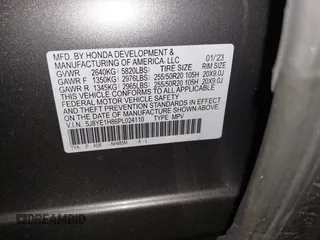 MFD. BY HONDA DEVELOPMENT & 01/23
MANUFACTURING OF AMERICA, LLC
GVWR 2640KG 5820LBS TIRE SIZE RIM SIZE
GAWR F 1350KG 2976LBS 255/50R20 105H 20X9.0J
GAWR R 1345KG 2965LBS 255/50R20 105H 20X9.0J
THIS VEHICLE CONFORMS TO ALL APPLICABLE
FEDERAL MOTOR VEHICLE SAFETY, BUMPER, AND
THEFT PREVENTION STANDARDS IN EFFECT ON
THE DATE OF MANUFACTURE SHOWN ABOVE.
V.I.N. 5J8YE1H86PL024110 TYPE: MPV
DREAMBID